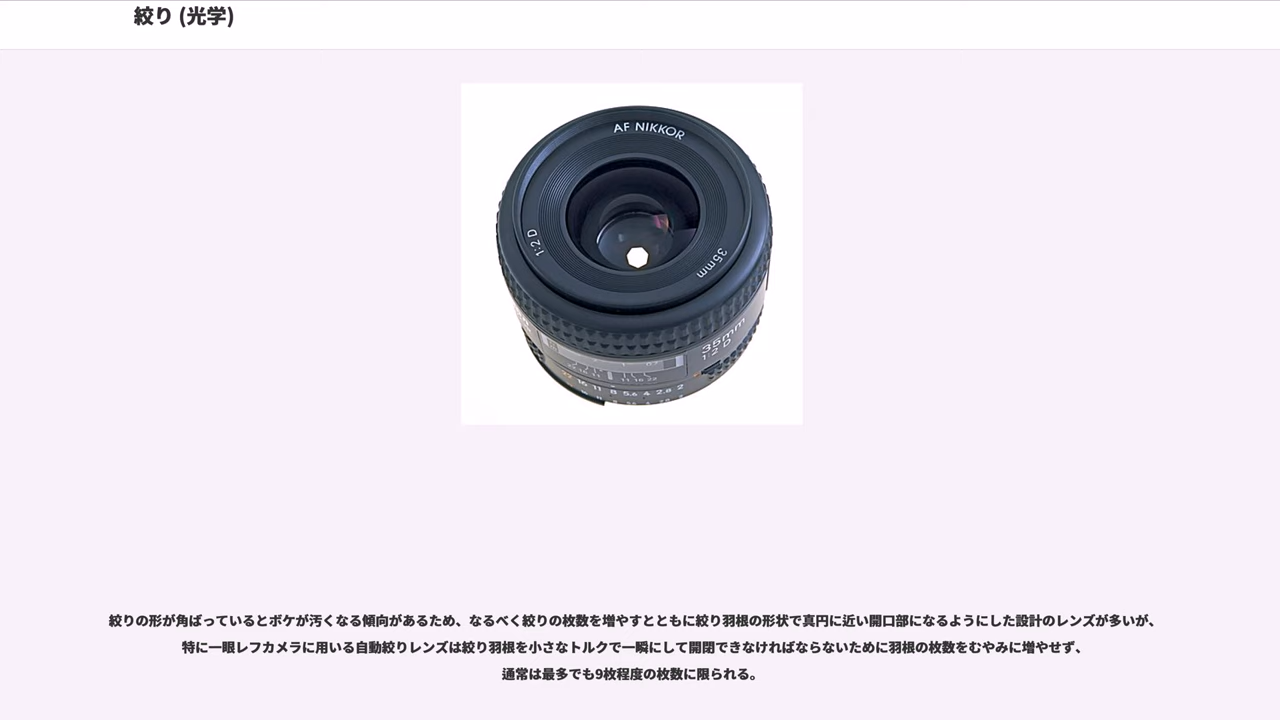 絞り (光学)
AF NIKKOR
1:2 D
35mm
35mm
1:2 D
22 16 11 8 5.6 4 2.8 2
絞りの形が角ばっているとボケが汚くなる傾向があるため、なるべく絞りの枚数を増やすとともに絞り羽根の形状で真円に近い開口部になるようにした設計のレンズが多いが、
特に一眼レフカメラに用いる自動絞りレンズは絞り羽根を小さなトルクで一瞬にして開閉できなければならないために羽根の枚数をむやみに増やせず、
通常は最多でも9枚程度の枚数に限られる。